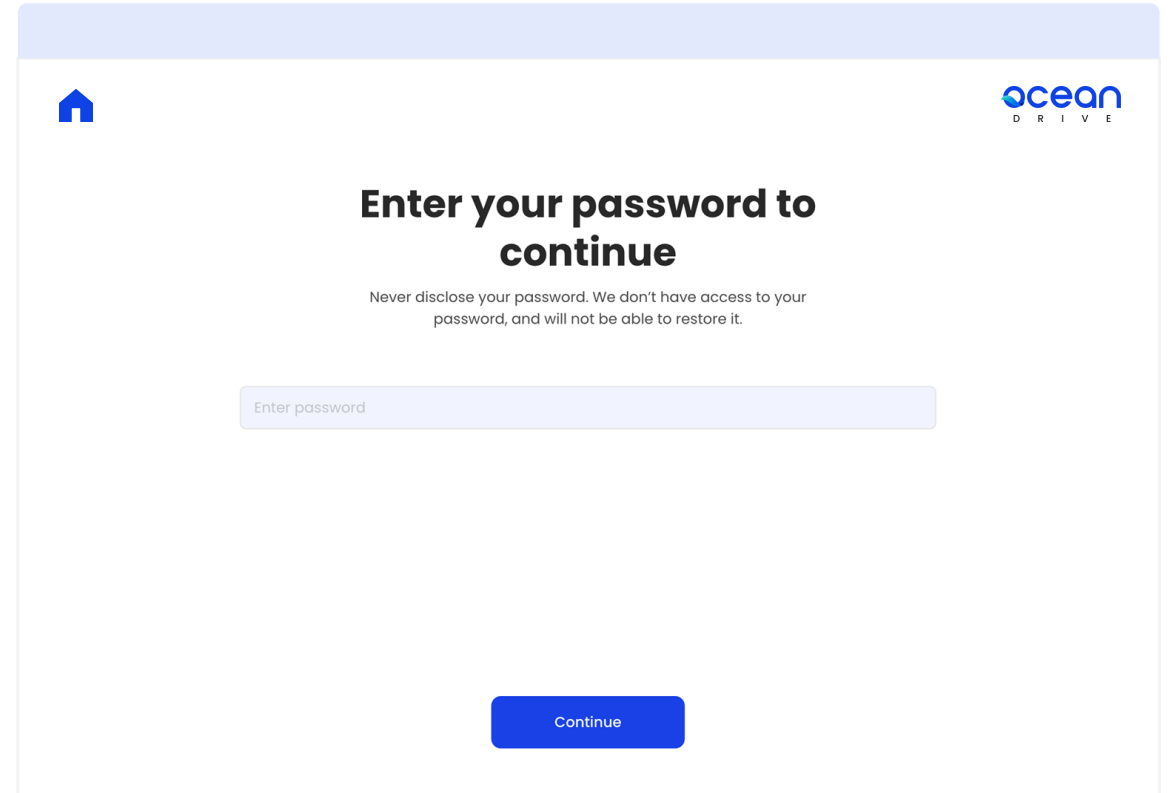 ocean
DRIVE
Enter your password to
continue
Never disclose your password. We don’t have access to your
password, and will not be able to restore it.
Enter password
Continue